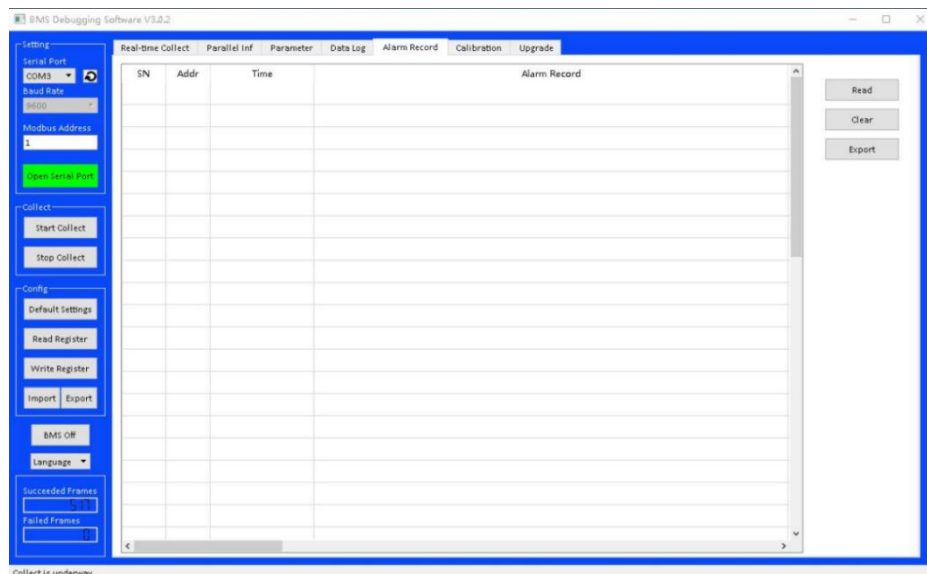 BMS Debugging Software V3.0.2
Setting
Serial Port
COM3
Baud Rate
9600
Modbus Address
1
Open Serial Port
Collect
Start Collect
Stop Collect
Config
Default Settings
Read Register
Write Register
Import Export
BMS Off
Language
Succeeded Frames
517
Failed Frames
0
Real-time Collect Parallel Inf Parameter Data Log Alarm Record Calibration Upgrade
SN Addr Time Alarm Record
Read
Clear
Export
Collect is underway